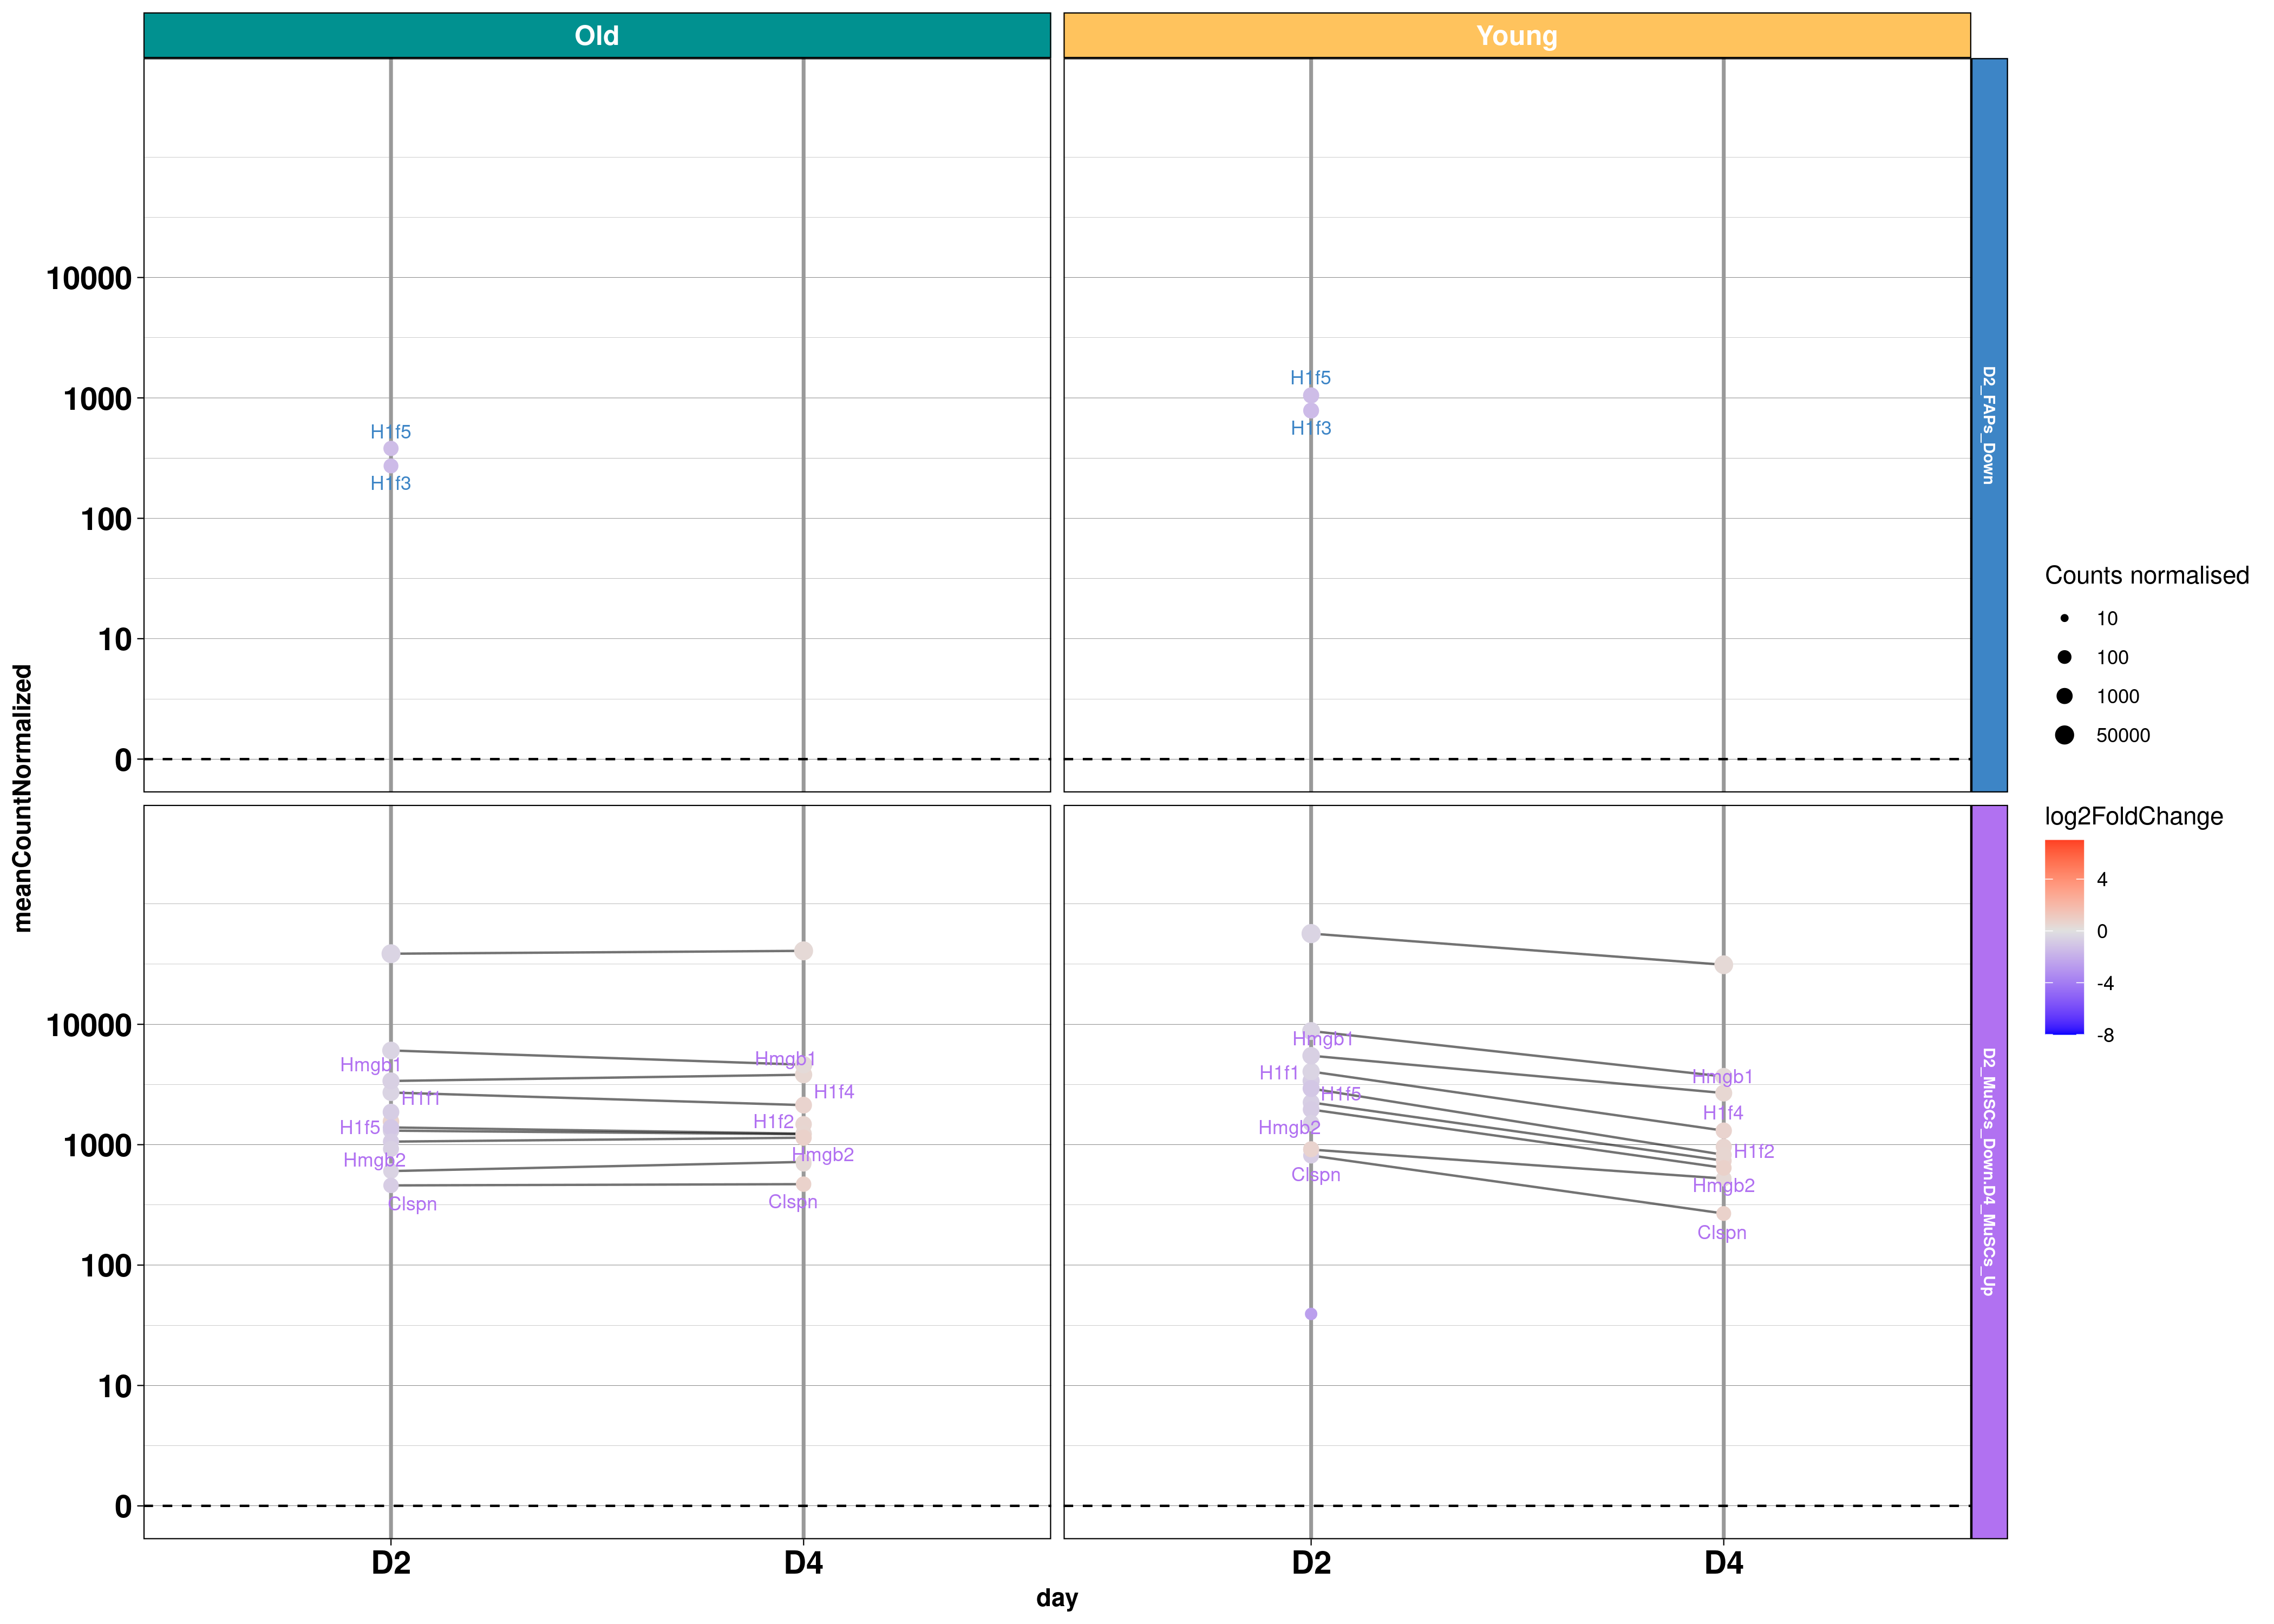 Old
Young
10000
1000
100
10
0
H1f5
H1f3
H1f5
H1f3
D2_FAPs_Down
meanCountNormalized
10000
1000
100
10
0
Hmgb1
H1f1
H1f5
Hmgb2
Clspn
Hmgb1
H1f4
H1f2
Hmgb2
Clspn
Hmgb1
H1f1
H1f5
Hmgb2
Clspn
Hmgb1
H1f4
H1f2
Hmgb2
Clspn
D2_MuSCs_Down.D4_MuSCs_Up
D2
D4
D2
D4
day
Counts normalised
10
100
1000
50000
log2FoldChange
4
0
-4
-8